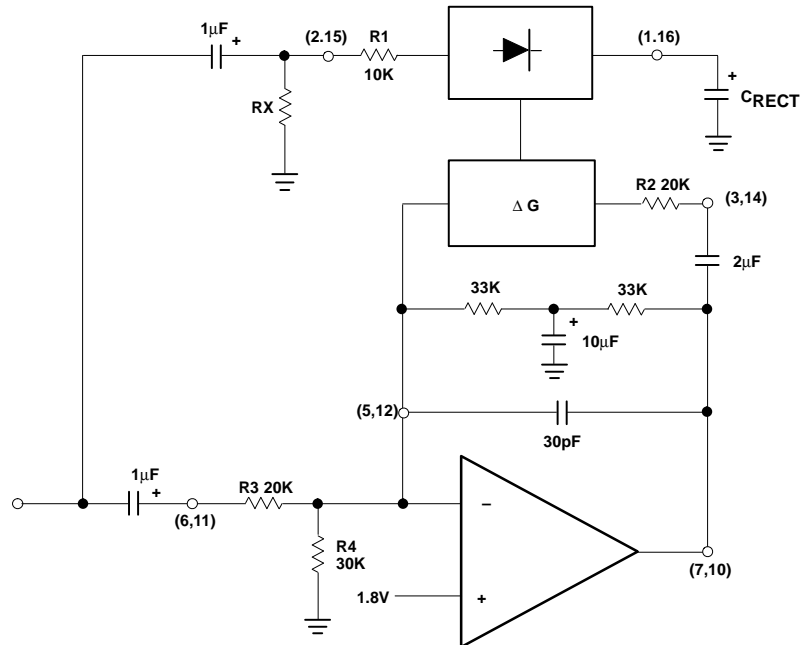 1µF
+
(2.15)
R1
10K
(1.16)
+
CRECT
RX
∆ G
R2 20K
(3,14)
2µF
33K
33K
+
10µF
(5,12)
30pF
1µF
+
(6,11)
R3 20K
R4
30K
−
+
1.8V
(7,10)